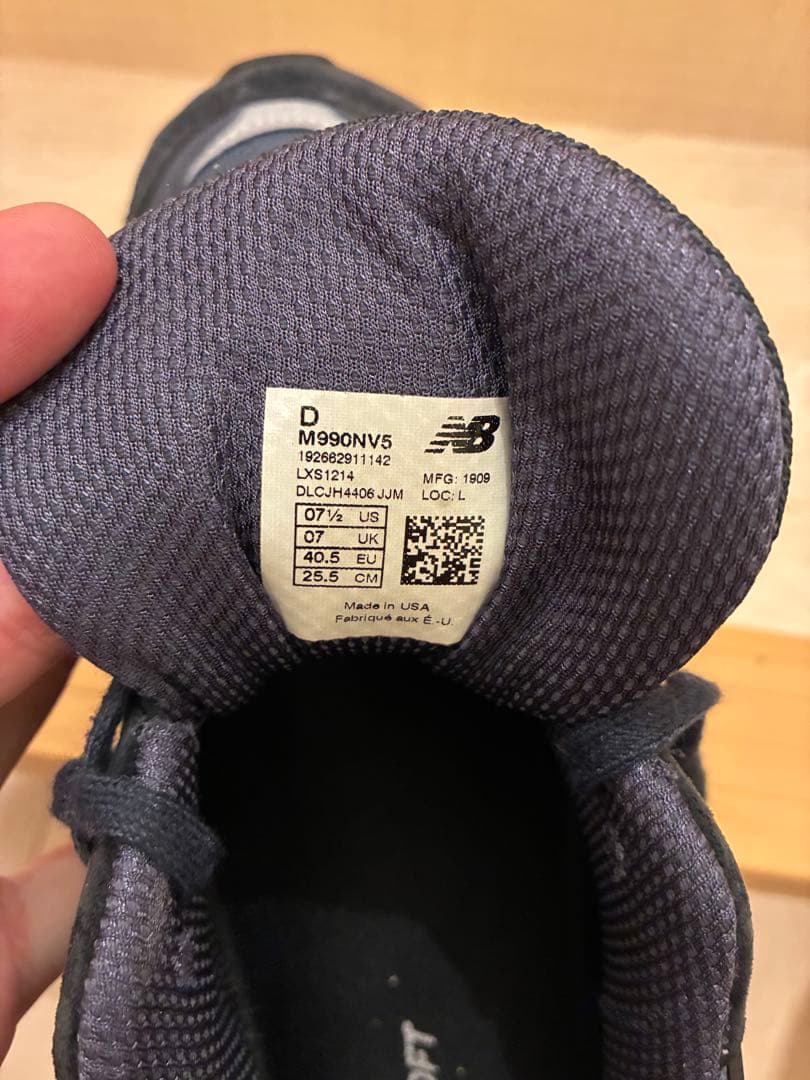 D
M990NV5
192662911142
LXS1214
MFG: 1909
DLCJH4406 JJM
LOC: L
07½ US
07 UK
40.5 EU
25.5 CM
NB
Made in USA
Fabriqué aux É.-U.